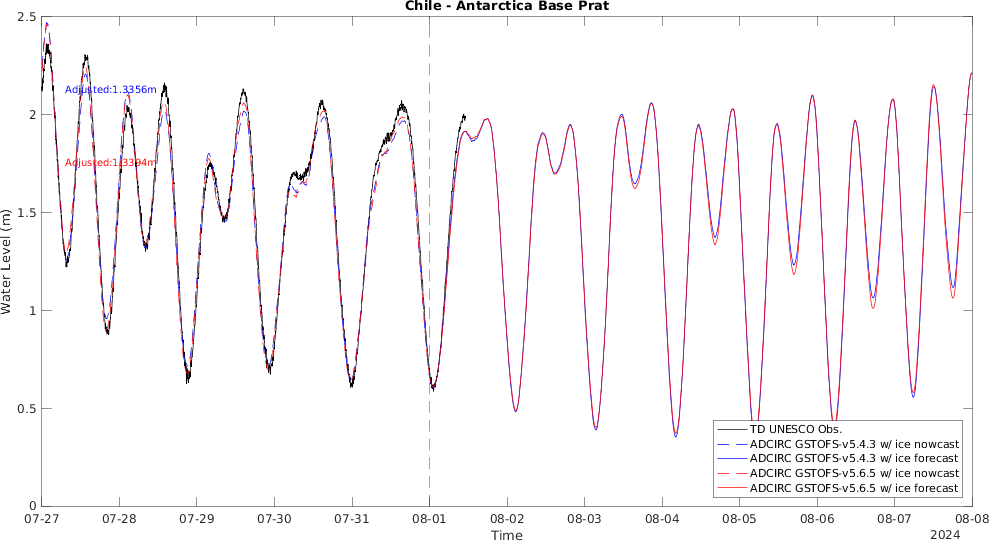 Chile - Antarctica Base Prat
2.5
2
1.5
1
0.5
0
Water Level (m)
Adjusted:1.3356m
Adjusted:1.3394m
TD UNESCO Obs.
ADCIRC GSTOFS-v5.4.3 w/ ice nowcast
ADCIRC GSTOFS-v5.4.3 w/ ice forecast
ADCIRC GSTOFS-v5.6.5 w/ ice nowcast
ADCIRC GSTOFS-v5.6.5 w/ ice forecast
07-27 07-28 07-29 07-30 07-31 08-01 08-02 08-03 08-04 08-05 08-06 08-07 08-08
Time
2024